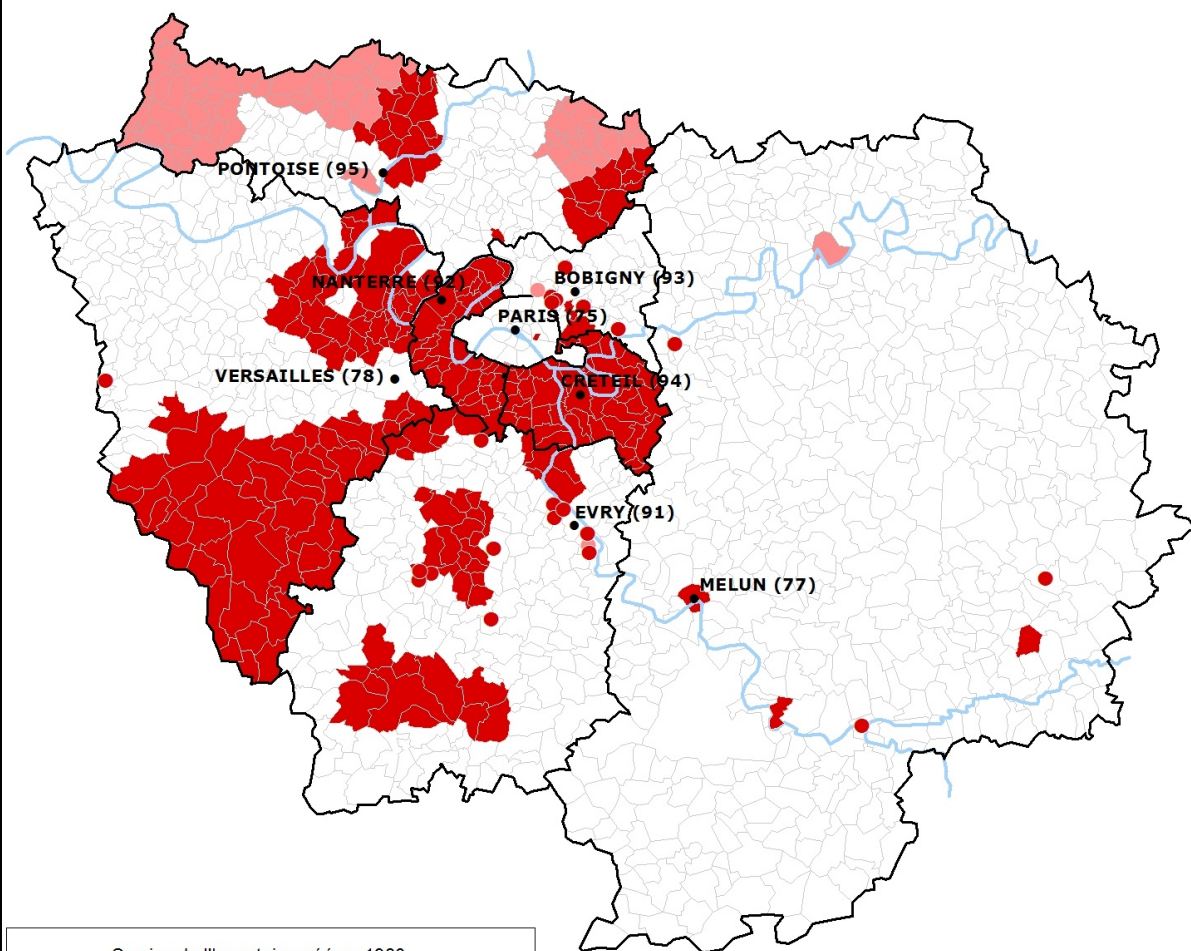 PONTOISE (95)
NANTERRE (92)
BOBIGNY (93)
PARIS (75)
VERSAILLES (78)
CRETEIL (94)
EVRY (91)
MELUN (77)